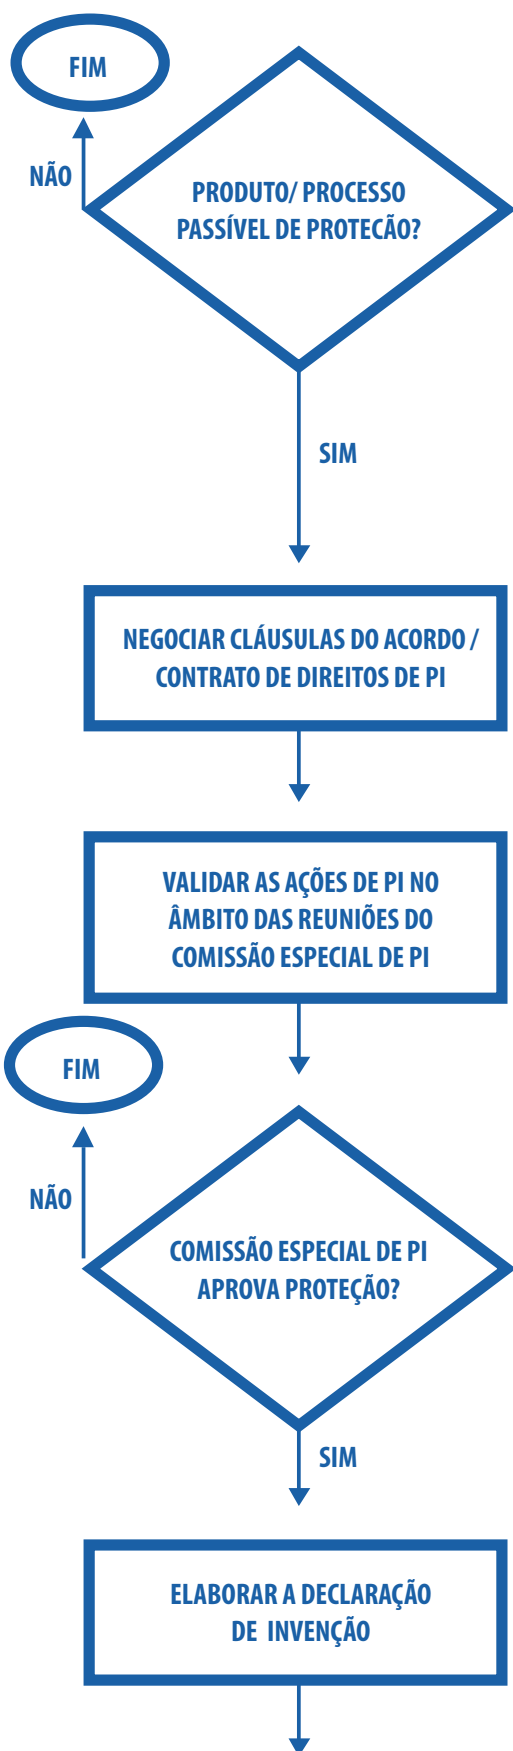 FIM
NÃO
PRODUTO/ PROCESSO
PASSÍVEL DE PROTECÃO?
SIM
NEGOCIAR CLÁUSULAS DO ACORDO /
CONTRATO DE DIREITOS DE PI
VALIDAR AS AÇÕES DE PI NO
ÂMBITO DAS REUNIÕES DO
COMISSÃO ESPECIAL DE PI
FIM
NÃO
COMISSÃO ESPECIAL DE PI
APROVA PROTEÇÃO?
SIM
ELABORAR A DECLARAÇÃO
DE INVENÇÃO